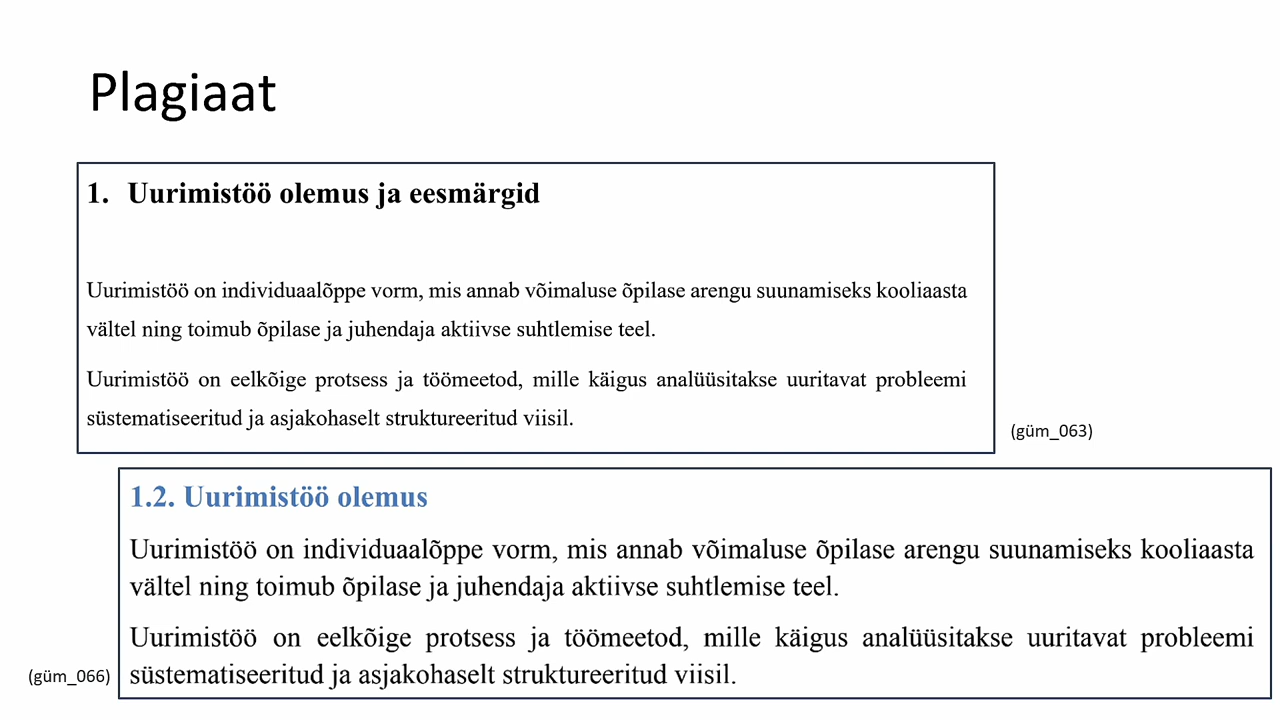 Plagiaat
1. Uurimistöö olemus ja eesmärgid
Uurimistöö on individuaalõppe vorm, mis annab võimaluse õpilase arengu suunamiseks kooliaasta
vältel ning toimub õpilase ja juhendaja aktiivse suhtlemise teel.
Uurimistöö on eelkõige protsess ja töömeetod, mille käigus analüüsitakse uuritavat probleemi
süstematiseeritud ja asjakohaselt struktureeritud viisil.
(güm_063)
1.2. Uurimistöö olemus
Uurimistöö on individuaalõppe vorm, mis annab võimaluse õpilase arengu suunamiseks kooliaasta
vältel ning toimub õpilase ja juhendaja aktiivse suhtlemise teel.
Uurimistöö on eelkõige protsess ja töömeetod, mille käigus analüüsitakse uuritavat probleemi
süstematiseeritud ja asjakohaselt struktureeritud viisil.
(güm_066)